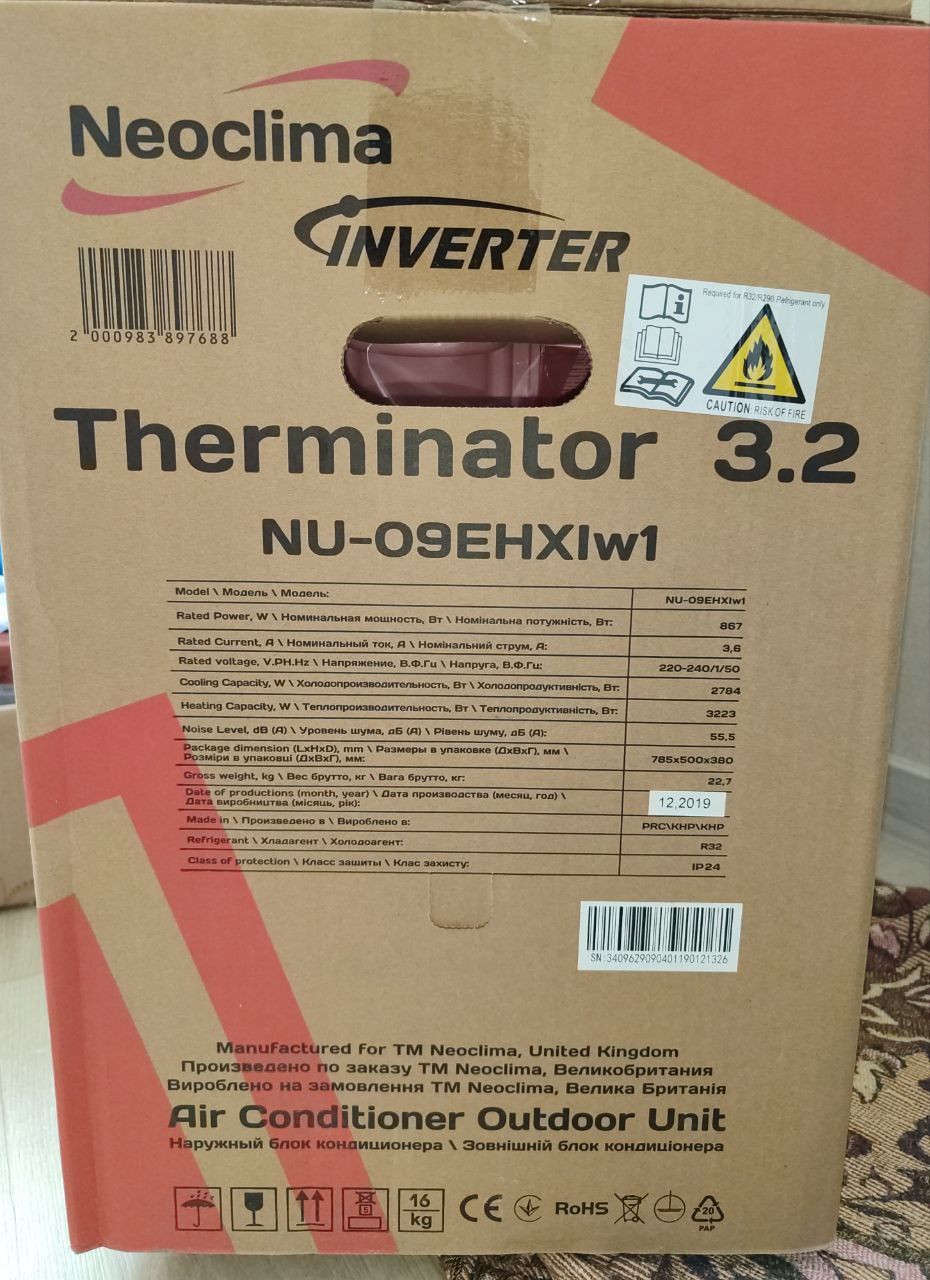 Neoclima
INVERTER
2 000983 897688
Required for R32/R290 Refrigerant only
CAUTION: RISK OF FIRE
Therminator 3.2
NU-09EHXIw1
Model \ Модель \ Модель: NU-09EHXIw1
Rated Power, W \ Номинальная мощность, Вт \ Номінальна потужність, Вт: 867
Rated Current, A \ Номинальный ток, А \ Номінальний струм, А: 3,6
Rated voltage, V.PH.Hz \ Напряжение, В.Ф.Гц \ Напруга, В.Ф.Гц: 220-240/1/50
Cooling Capacity, W \ Холодопроизводительность, Вт \ Холодопродуктивність, Вт: 2784
Heating Capacity, W \ Теплопроизводительность, Вт \ Теплопродуктивність, Вт: 3223
Noise Level, dB (A) \ Уровень шума, дБ (А) \ Рівень шуму, дБ (А): 55,5
Package dimension (LxHxD), mm \ Размеры в упаковке (ДхВхГ), мм \
Розміри в упаковці (ДхВхГ), мм: 785x500x380
Gross weight, kg \ Вес брутто, кг \ Вага брутто, кг: 22,7
Date of productions (month, year) \ Дата производства (месяц, год) \
Дата виробництва (місяць, рік): 12,2019
Made in \ Произведено в \ Вироблено в: PRC\КНР\КНР
Refrigerant \ Хладагент \ Холодоагент: R32
Class of protection \ Класс защиты \ Клас захисту: IP24
SN:3409629090401190121326
Manufactured for TM Neoclima, United Kingdom
Произведено по заказу ТМ Neoclima, Великобритания
Вироблено на замовлення ТМ Neoclima, Велика Британія
Air Conditioner Outdoor Unit
Наружный блок кондиционера \ Зовнішній блок кондиціонера
5
16
kg
CE
RoHS
20
PAP